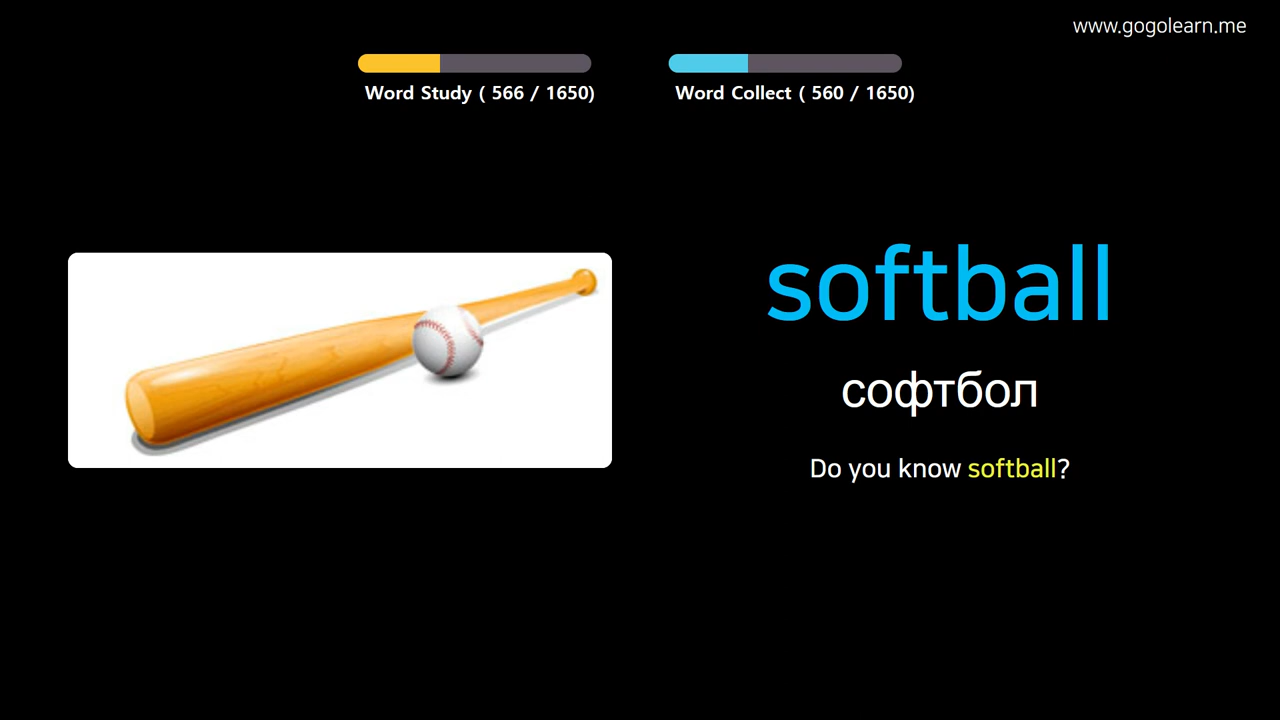 www.gogolearn.me
Word Study ( 566 / 1650)
Word Collect ( 560 / 1650)
softball
софтбол
Do you know softball?